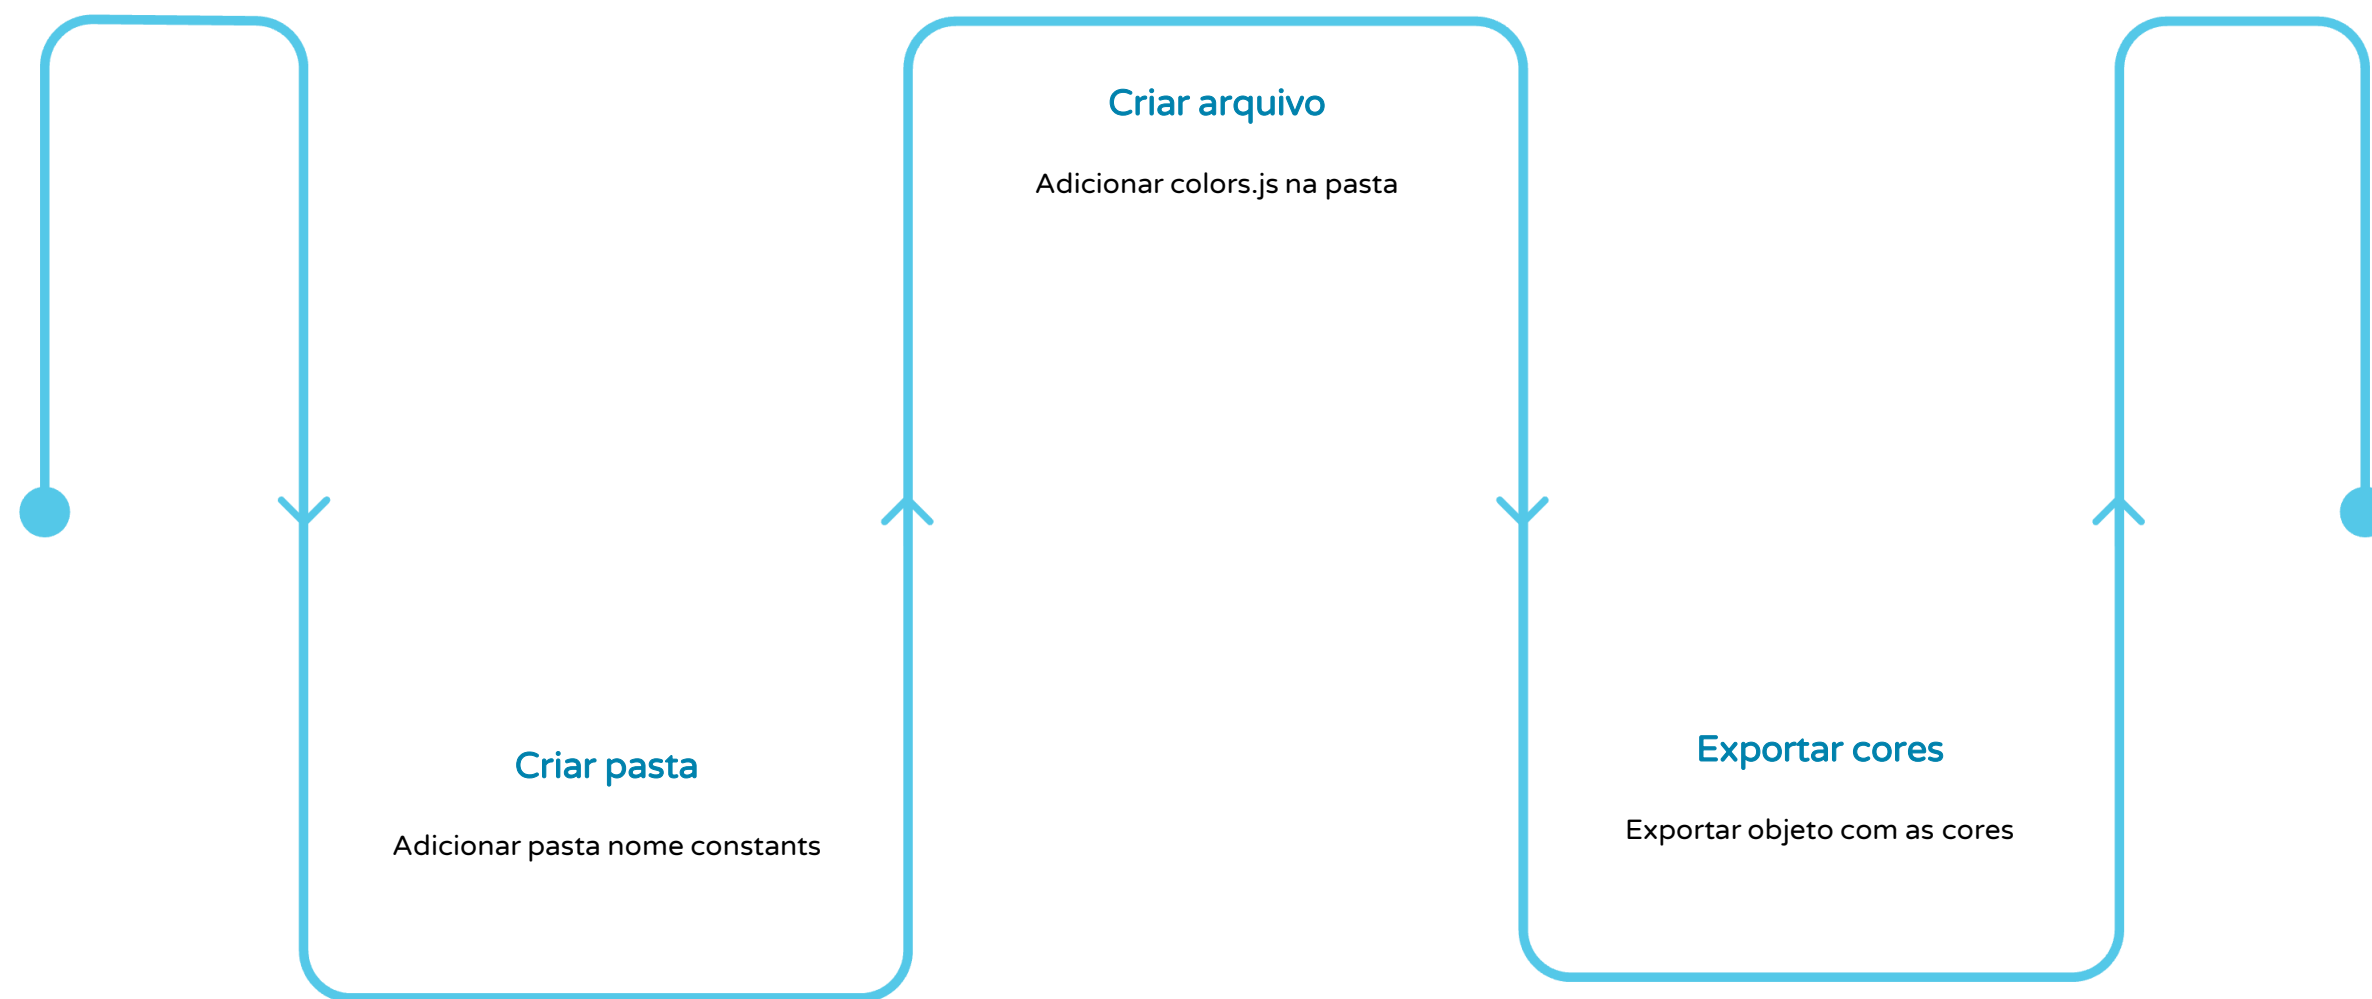 Criar pasta
Adicionar pasta nome constants
Criar arquivo
Adicionar colors.js na pasta
Exportar cores
Exportar objeto com as cores